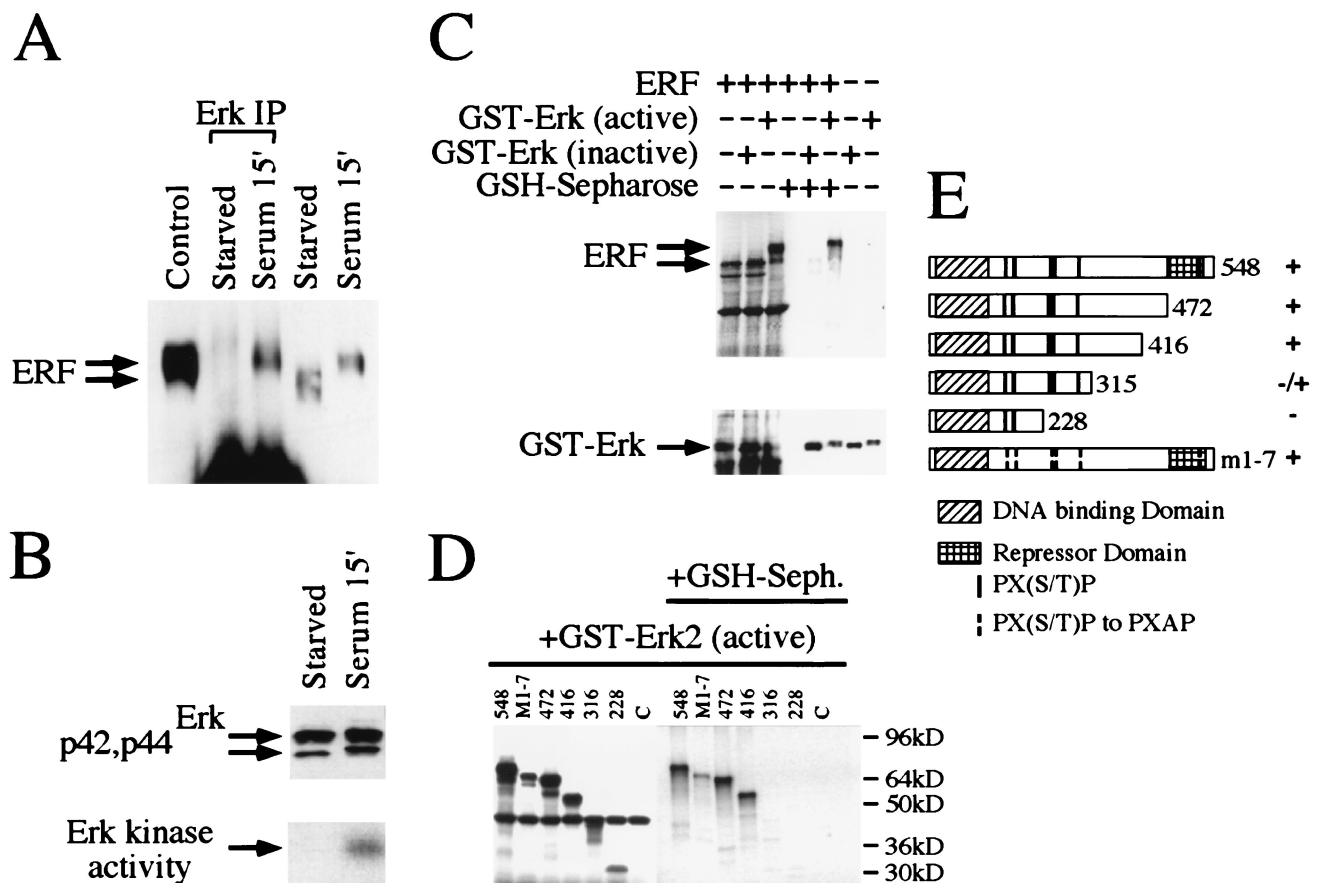 A
Erk IP
Control
Starved
Serum 15'
Starved
Serum 15'
ERF
B
Starved
Serum 15'
Erk
p42,p44
Erk kinase
activity
C
ERF ++++++--
GST-Erk (active) --+--+-+
GST-Erk (inactive) -+--+-+-
GSH-Sepharose ---+++--
ERF
GST-Erk
D
+GSH-Seph.
+GST-Erk2 (active)
548 M1-7 472 416 316 228 C 548 M1-7 472 416 316 228 C
96kD
64kD
50kD
36kD
30kD
E
548 +
472 +
416 +
315 -/+
228 -
m1-7 +
DNA binding Domain
Repressor Domain
PX(S/T)P
PX(S/T)P to PXAP